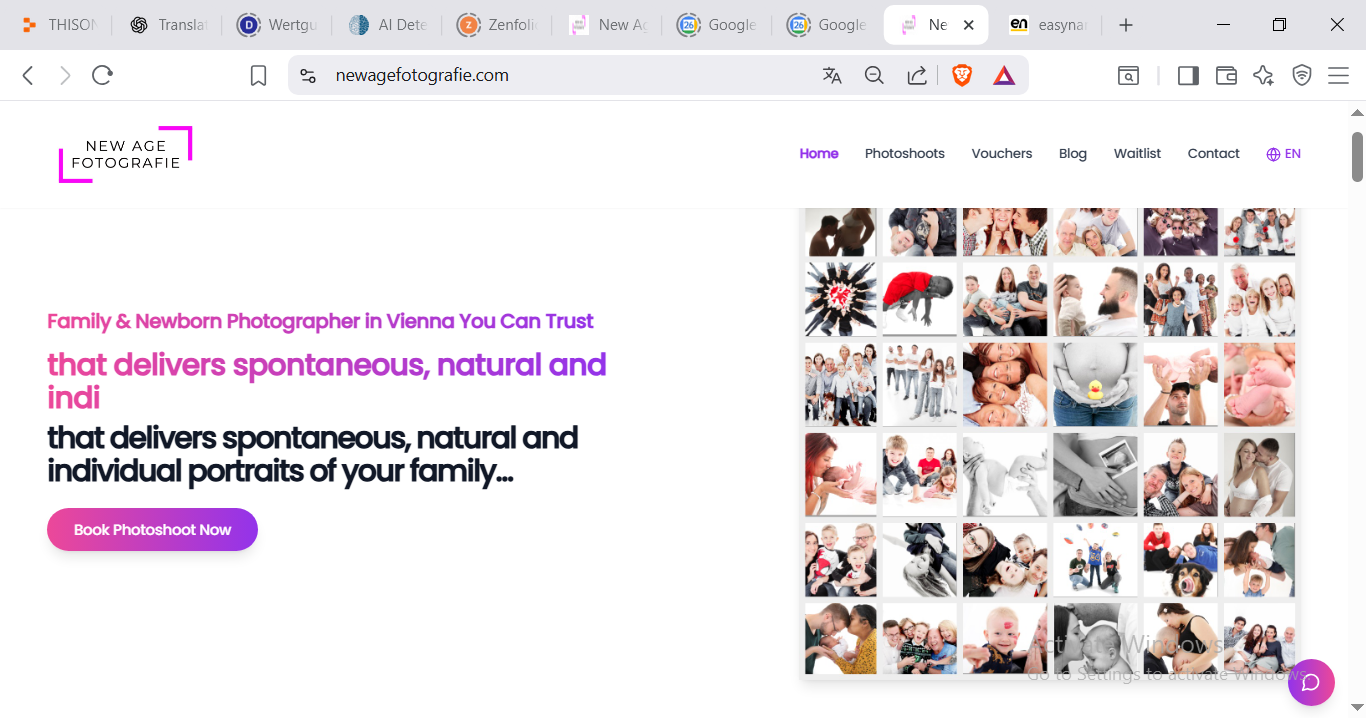 THISON
Translat
Wertgu
AI Dete
Zenfoli
New Ag
Google
Google
Ne
easynar
newagefotografie.com
NEW AGE
FOTOGRAFIE
Home
Photoshoots
Vouchers
Blog
Waitlist
Contact
EN
Family & Newborn Photographer in Vienna You Can Trust
that delivers spontaneous, natural and
indi
that delivers spontaneous, natural and
individual portraits of your family...
Book Photoshoot Now
Activate Windows
Go to Settings to activate Windows.